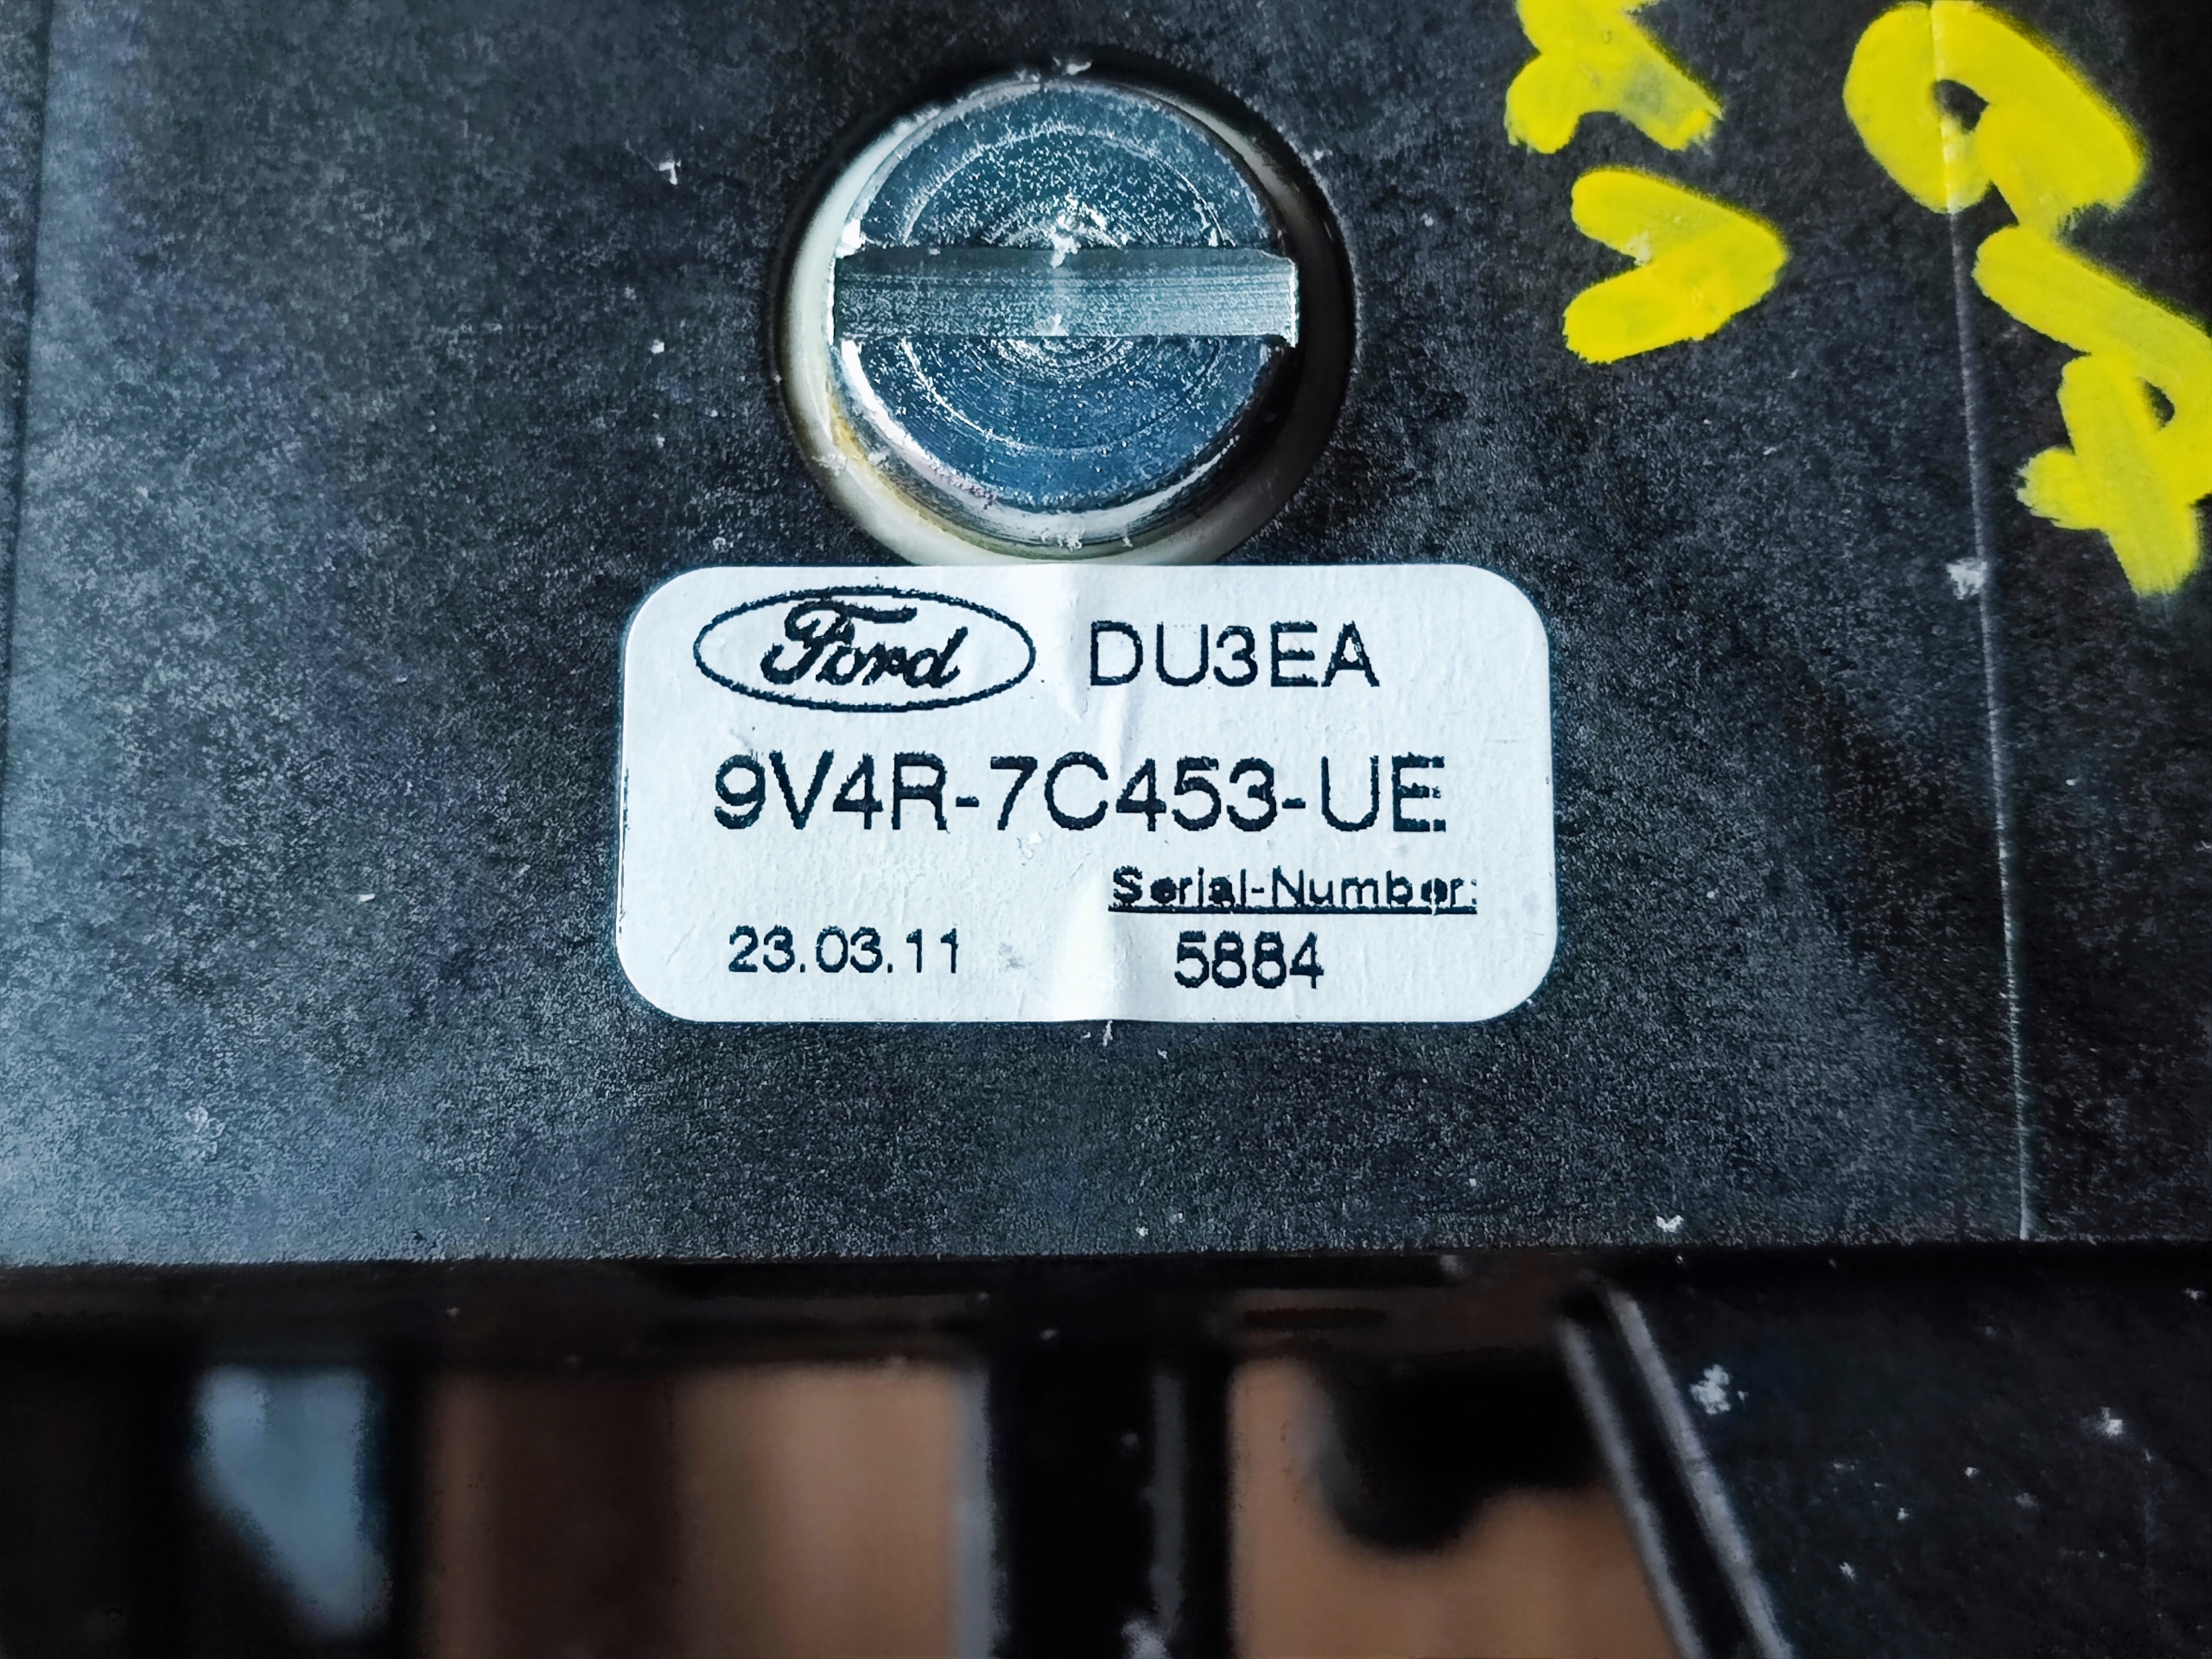 Ford DU3EA
9V4R-7C453-UE
Serial-Number:
23.03.11 5884